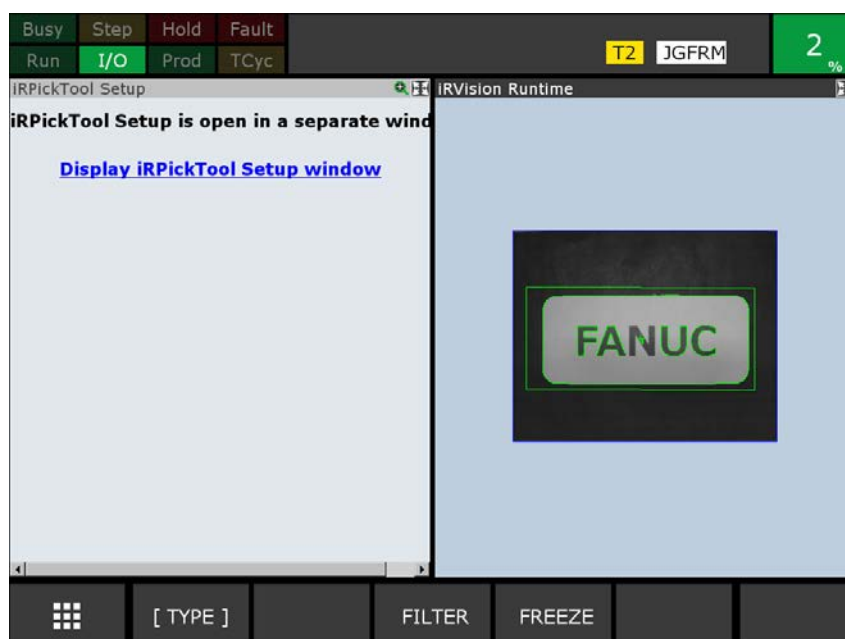 Busy Step Hold Fault
Run I/O Prod TCyc
T2 JGFRM
2 %
iRPickTool Setup
iRPickTool Setup is open in a separate wind
Display iRPickTool Setup window
iRVision Runtime
FANUC
[ TYPE ] FILTER FREEZE